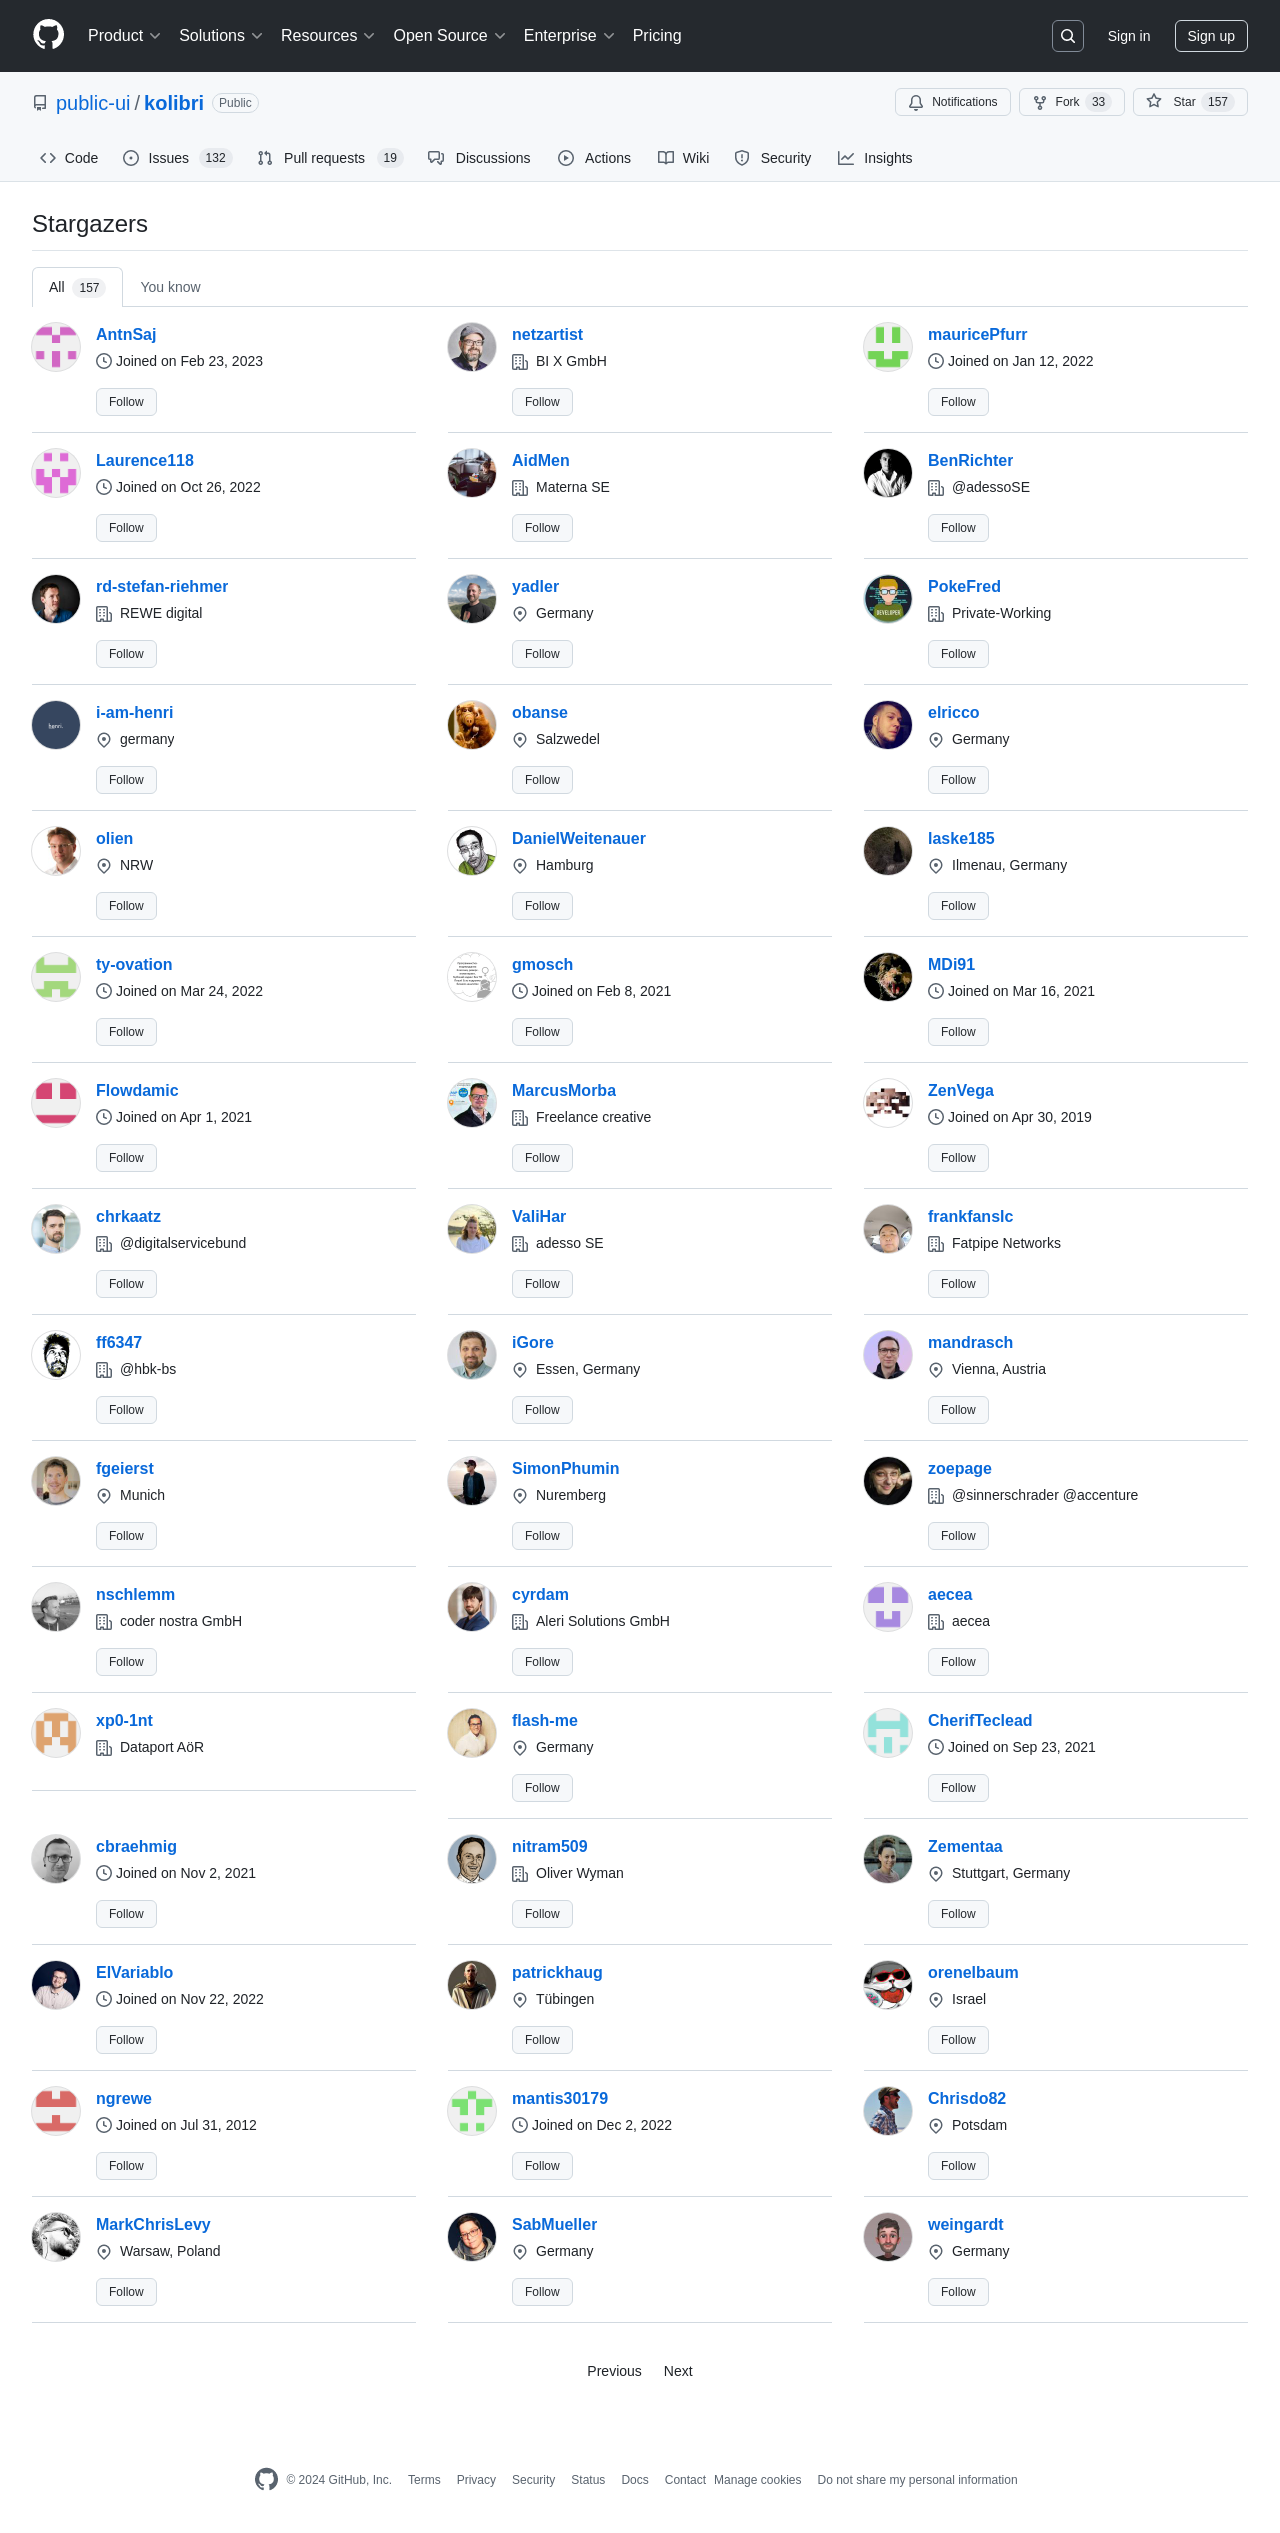 Product Solutions Resources Open Source Enterprise Pricing Sign in Sign up
public-ui / kolibri Public Notifications Fork 33 Star 157
Code Issues 132 Pull requests 19 Discussions Actions Wiki Security Insights
Stargazers
All 157 You know
AntnSaj netzartist mauricePfurr
Joined on Feb 23, 2023 BI X GmbH Joined on Jan 12, 2022
Follow Follow Follow
Laurence118 AidMen BenRichter
Joined on Oct 26, 2022 Materna SE @adessoSE
Follow Follow Follow
rd-stefan-riehmer yadler PokeFred
REWE digital Germany Private-Working
Follow Follow Follow
i-am-henri obanse elricco
germany Salzwedel Germany
Follow Follow Follow
olien DanielWeitenauer laske185
NRW Hamburg Ilmenau, Germany
Follow Follow Follow
ty-ovation gmosch MDi91
Joined on Mar 24, 2022 Joined on Feb 8, 2021 Joined on Mar 16, 2021
Follow Follow Follow
Flowdamic MarcusMorba ZenVega
Joined on Apr 1, 2021 Freelance creative Joined on Apr 30, 2019
Follow Follow Follow
chrkaatz ValiHar frankfanslc
@digitalservicebund adesso SE Fatpipe Networks
Follow Follow Follow
ff6347 iGore mandrasch
@hbk-bs Essen, Germany Vienna, Austria
Follow Follow Follow
fgeierst SimonPhumin zoepage
Munich Nuremberg @sinnerschrader @accenture
Follow Follow Follow
nschlemm cyrdam aecea
coder nostra GmbH Aleri Solutions GmbH aecea
Follow Follow Follow
xp0-1nt flash-me CherifTeclead
Dataport AöR Germany Joined on Sep 23, 2021
Follow Follow
cbraehmig nitram509 Zementaa
Joined on Nov 2, 2021 Oliver Wyman Stuttgart, Germany
Follow Follow Follow
ElVariablo patrickhaug orenelbaum
Joined on Nov 22, 2022 Tübingen Israel
Follow Follow Follow
ngrewe mantis30179 Chrisdo82
Joined on Jul 31, 2012 Joined on Dec 2, 2022 Potsdam
Follow Follow Follow
MarkChrisLevy SabMueller weingardt
Warsaw, Poland Germany Germany
Follow Follow Follow
Previous Next
© 2024 GitHub, Inc. Terms Privacy Security Status Docs Contact Manage cookies Do not share my personal information